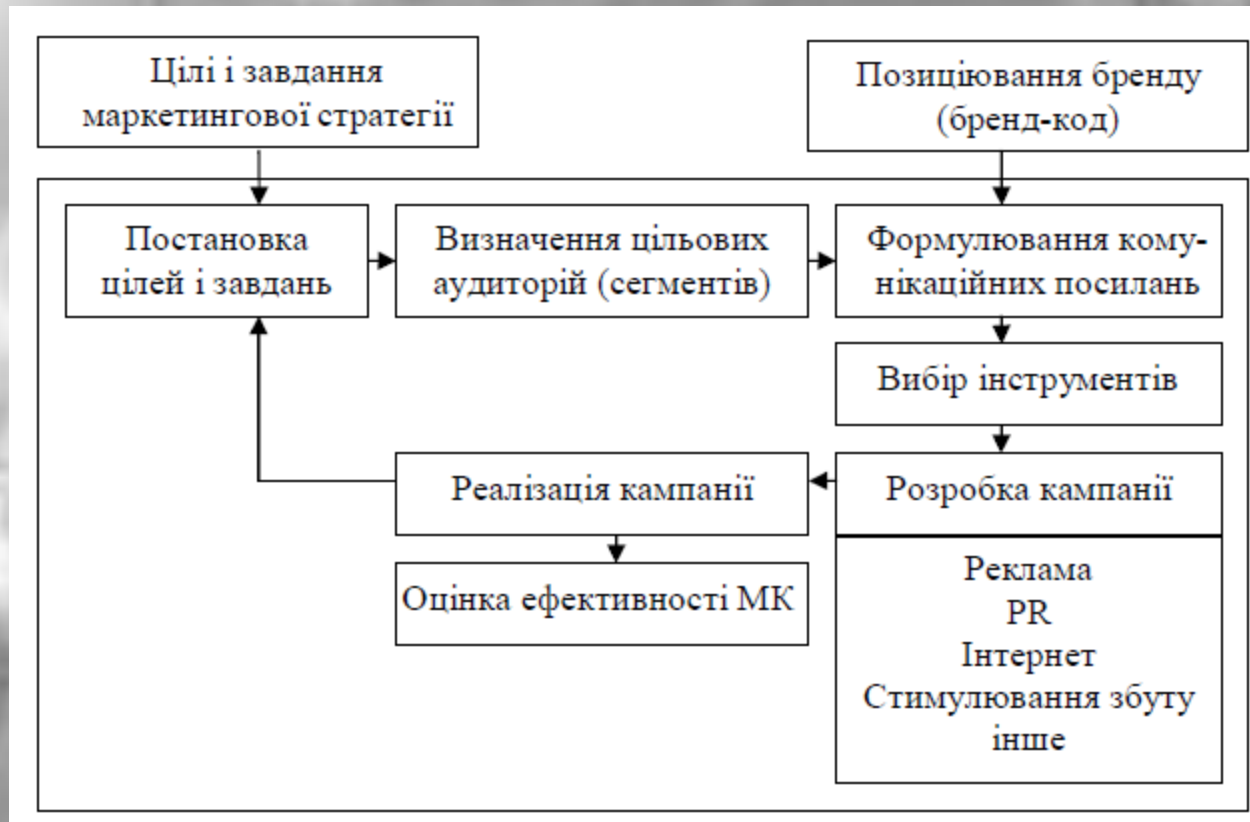 Цілі і завдання
маркетингової стратегії
Позиціювання бренду
(бренд-код)
Постановка
цілей і завдань
Визначення цільових
аудиторій (сегментів)
Формулювання кому-
нікаційних посилань
Вибір інструментів
Реалізація кампанії
Розробка кампанії
Оцінка ефективності МК
Реклама
PR
Інтернет
Стимулювання збуту
інше